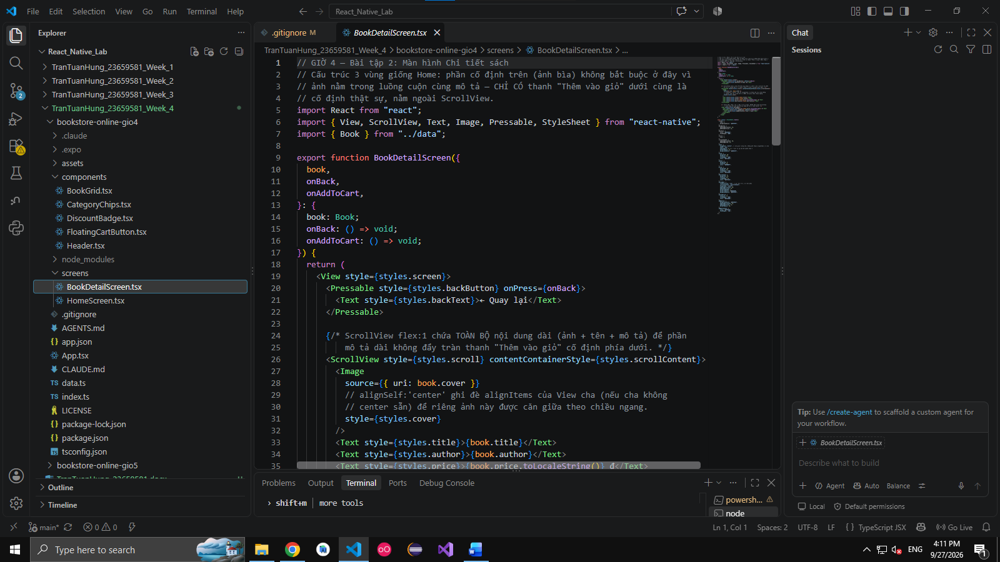 File Edit Selection View Go Run Terminal Help
React_Native_Lab
Explorer
React_Native_Lab
TranTuanHung_23659581_Week_1
TranTuanHung_23659581_Week_2
TranTuanHung_23659581_Week_3
TranTuanHung_23659581_Week_4
bookstore-online-gio4
.claude
.expo
assets
components
BookGrid.tsx
CategoryChips.tsx
DiscountBadge.tsx
FloatingCartButton.tsx
Header.tsx
node_modules
screens
BookDetailScreen.tsx
HomeScreen.tsx
.gitignore
AGENTS.md
app.json
App.tsx
CLAUDE.md
data.ts
index.ts
LICENSE
package-lock.json
package.json
tsconfig.json
bookstore-online-gio5
TranTuanHung_23659581.docx
Outline
Timeline
2
.gitignore M
BookDetailScreen.tsx
TranTuanHung_23659581_Week_4 > bookstore-online-gio4 > screens > BookDetailScreen.tsx > ...
1 // GIỜ 4 — Bài tập 2: Màn hình Chi tiết sách
2 // Cấu trúc 3 vùng giống Home: phần cố định trên (ảnh bìa) không bắt buộc ở đây vì
3 // ảnh nằm trong luồng cuộn cùng mô tả — CHỈ CÓ thanh "Thêm vào giỏ" dưới cùng là
4 // cố định thật sự, nằm ngoài ScrollView.
5 import React from "react";
6 import { View, ScrollView, Text, Image, Pressable, StyleSheet } from "react-native";
7 import { Book } from "../data";
8
9 export function BookDetailScreen({
10 book,
11 onBack,
12 onAddToCart,
13 }: {
14 book: Book;
15 onBack: () => void;
16 onAddToCart: () => void;
17 }) {
18 return (
19 <View style={styles.screen}>
20 <Pressable style={styles.backButton} onPress={onBack}>
21 <Text style={styles.backText}>← Quay lại</Text>
22 </Pressable>
23
24 {/* ScrollView flex:1 chứa TOÀN BỘ nội dung dài (ảnh + tên + mô tả) để phần
25 mô tả dài không đẩy tràn thanh "Thêm vào giỏ" cố định phía dưới. */}
26 <ScrollView style={styles.scroll} contentContainerStyle={styles.scrollContent}>
27 <Image
28 source={{ uri: book.cover }}
29 // alignSelf:'center' ghi đè alignItems của View cha (nếu cha không
30 // center sẵn) để riêng ảnh này được căn giữa theo chiều ngang.
31 style={styles.cover}
32 />
33 <Text style={styles.title}>{book.title}</Text>
34 <Text style={styles.author}>{book.author}</Text>
35 <Text style={styles.price}>{book.price.toLocaleString()} đ</Text>
Problems Output Terminal Ports Debug Console
› shift+m │ more tools
powersh...
node
Chat
Sessions
Tip: Use /create-agent to scaffold a custom agent for
your workflow.
BookDetailScreen.tsx
Describe what to build
Agent Auto Balance
Local Default permissions
main* 0 0
Ln 1, Col 1 Spaces: 2 UTF-8 LF { } TypeScript JSX Go Live
Type here to search
ENG
4:11 PM
9/27/2026
1